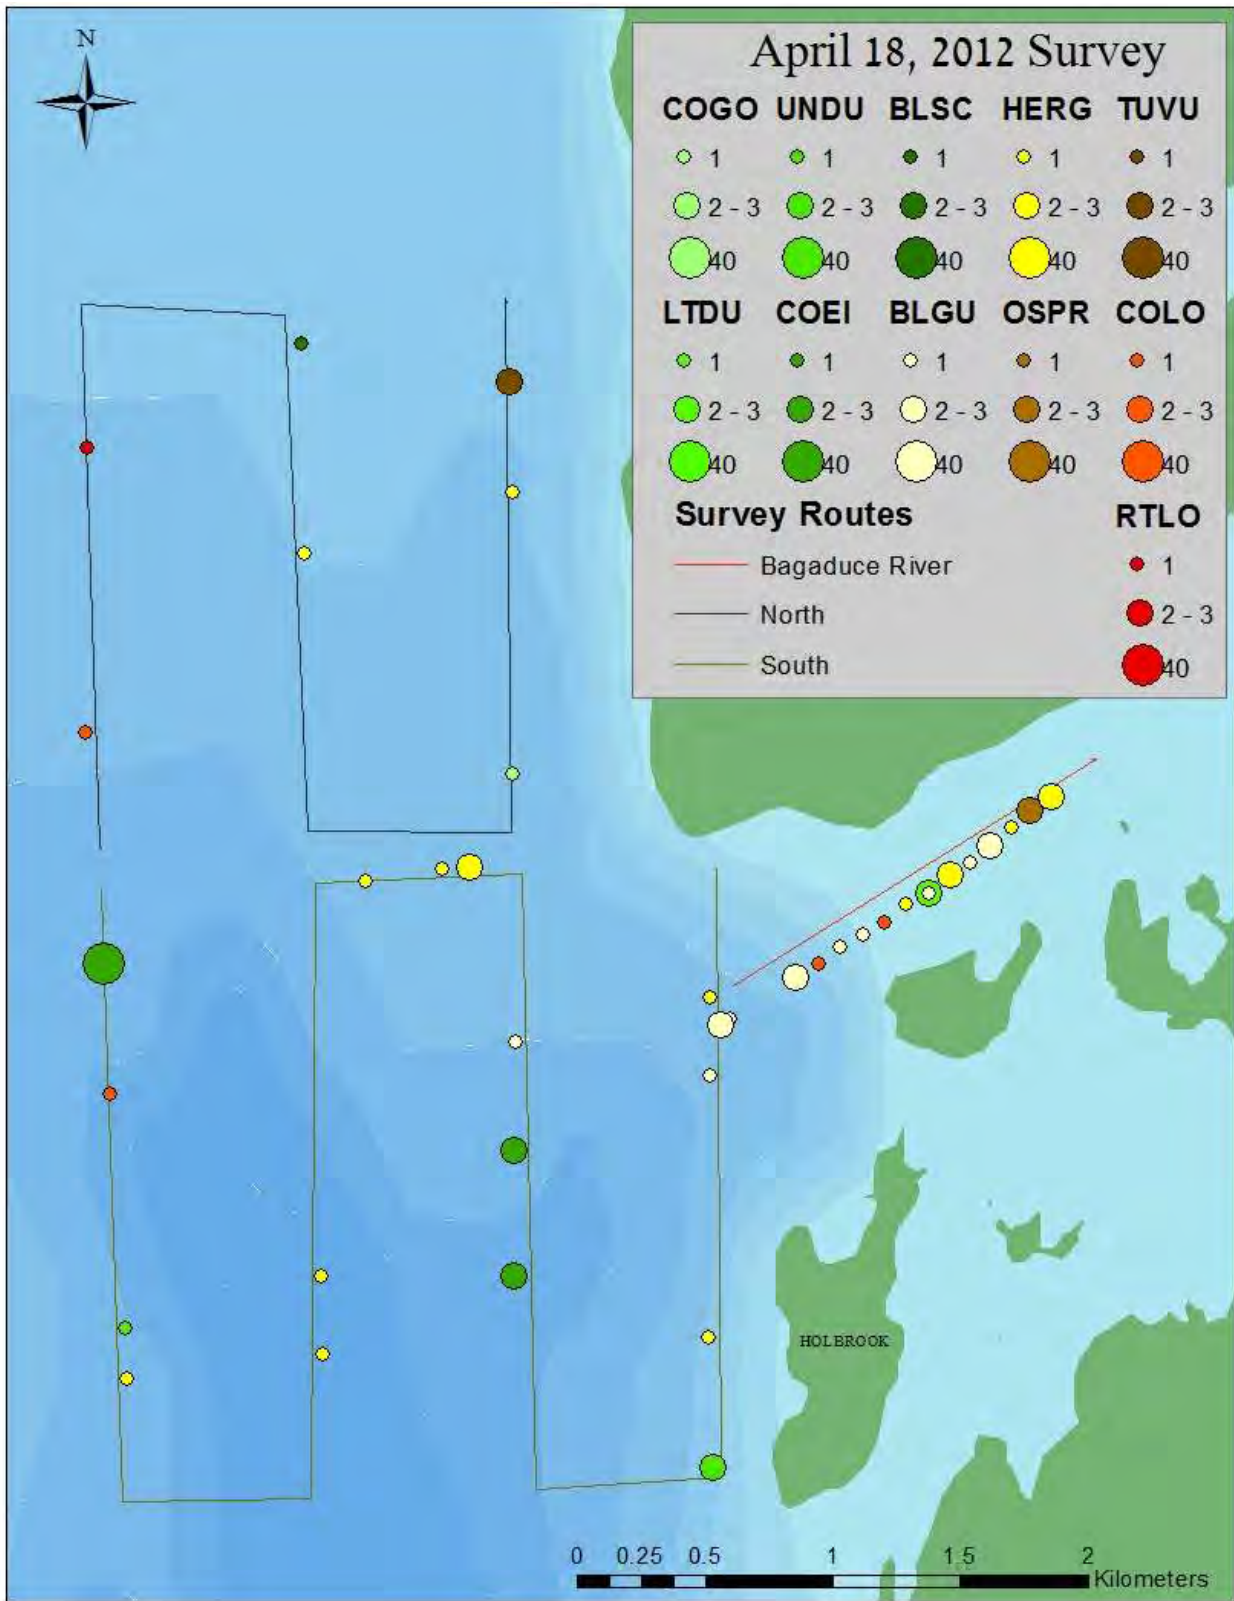 N
April 18, 2012 Survey
COGO UNDU BLSC HERG TUVU
1 1 1 1 1
2 - 3 2 - 3 2 - 3 2 - 3 2 - 3
40 40 40 40 40
LTDU COEI BLGU OSPR COLO
1 1 1 1 1
2 - 3 2 - 3 2 - 3 2 - 3 2 - 3
40 40 40 40 40
Survey Routes RTLO
Bagaduce River 1
North 2 - 3
South 40
HOLBROOK
0 0.25 0.5 1 1.5 2
Kilometers